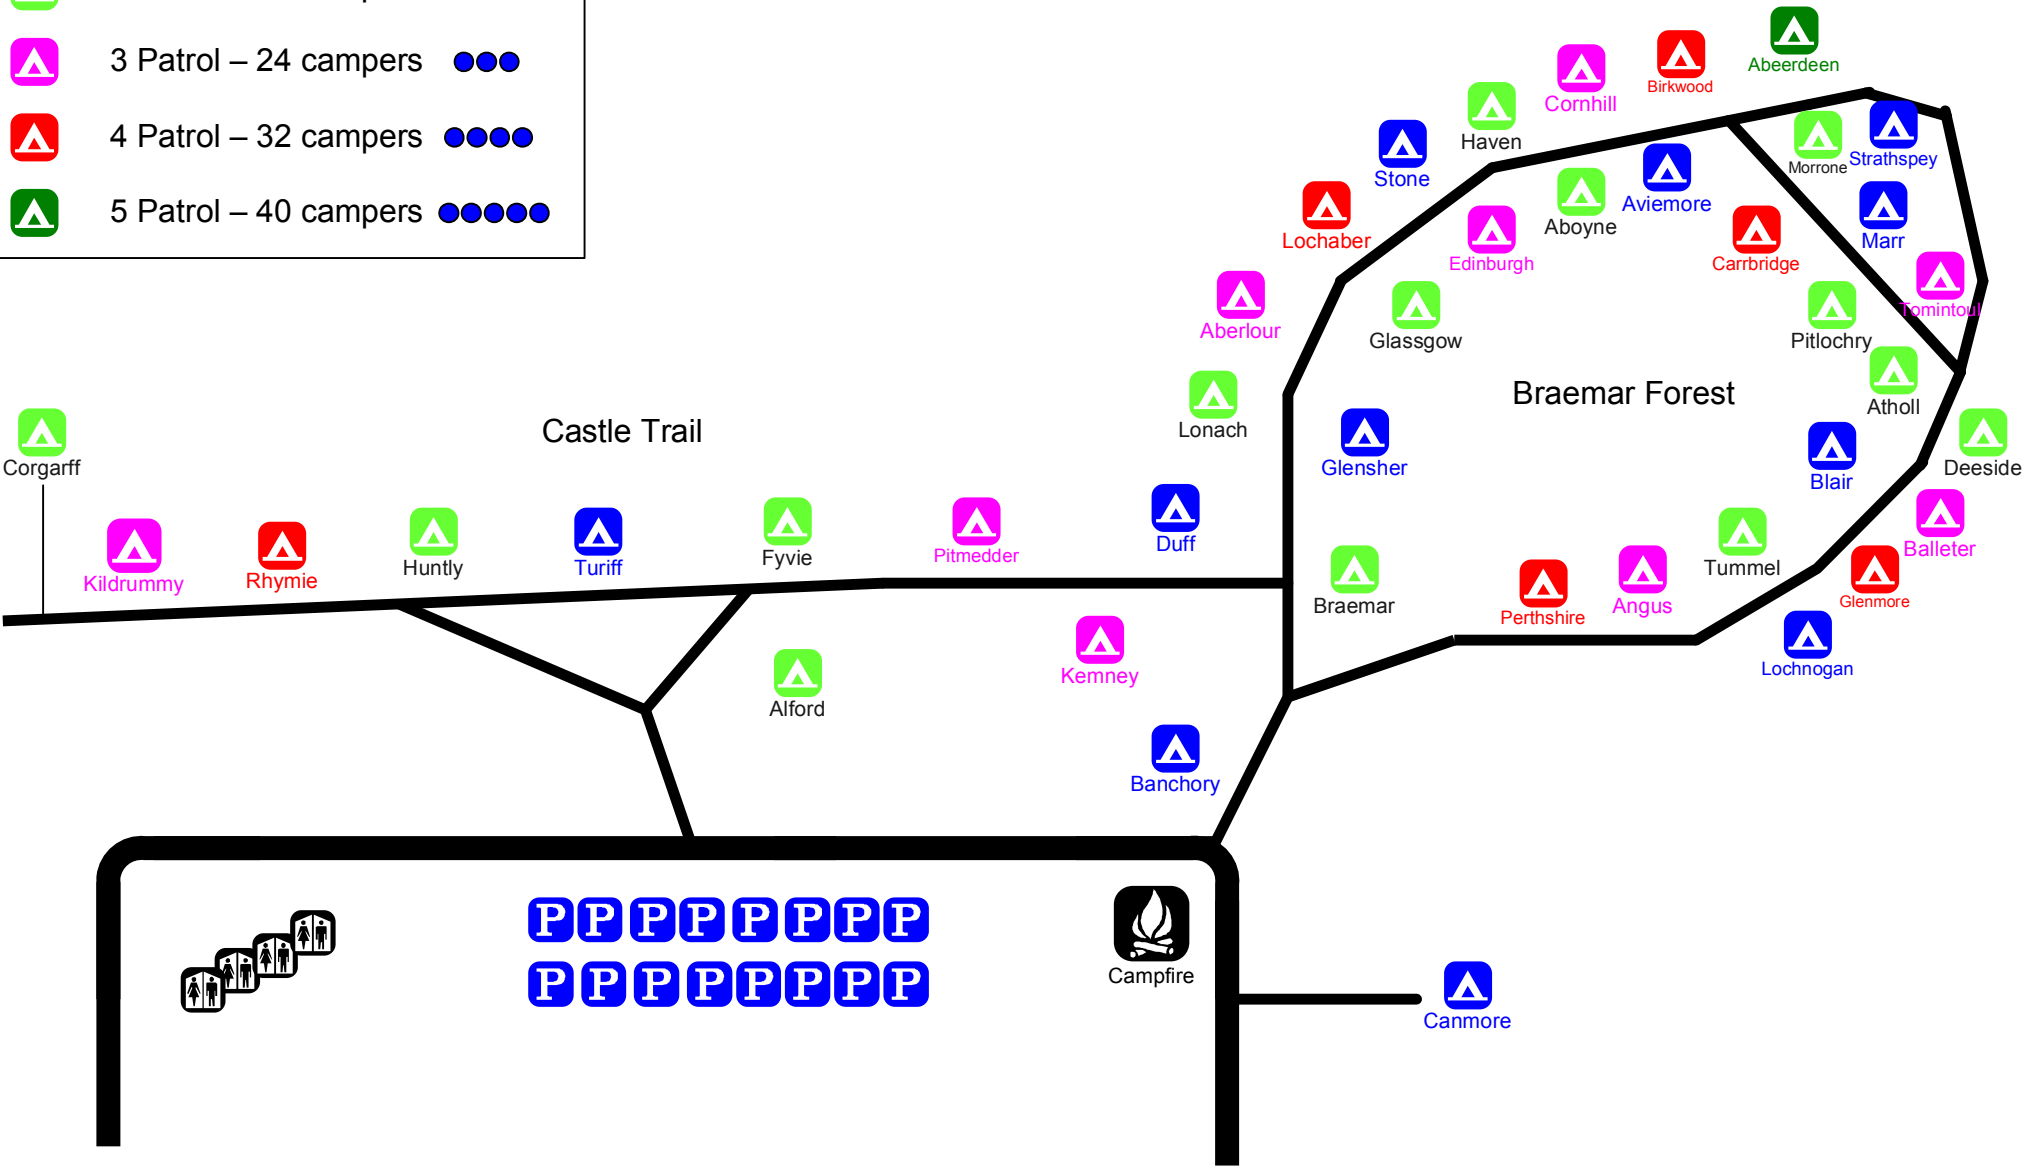 3 Patrol – 24 campers
4 Patrol – 32 campers
5 Patrol – 40 campers
Abeerdeen
Birkwood
Cornhill
Haven
Stone
Morrone
Strathspey
Lochaber
Aviemore
Aboyne
Marr
Edinburgh
Carrbridge
Tomintoul
Aberlour
Glassgow
Pitlochry
Braemar Forest
Atholl
Lonach
Castle Trail
Corgarff
Glensher
Deeside
Blair
Kildrummy
Rhymie
Huntly
Turiff
Fyvie
Pitmedder
Duff
Balleter
Tummel
Braemar
Perthshire
Angus
Glenmore
Kemney
Lochnogan
Alford
Banchory
P P P P P P P P
P P P P P P P P
Campfire
Canmore